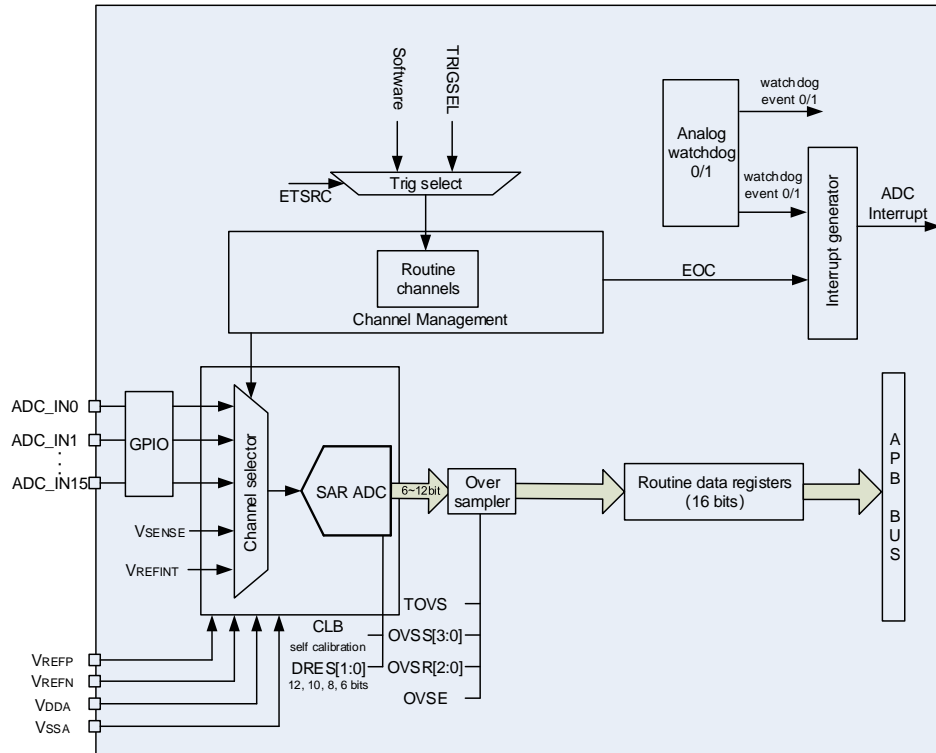 Software
TRIGSEL
ETSRC
Trig select
Routine
channels
Channel Management
EOC
Analog
watchdog
0/1
watchdog
event 0/1
watchdog
event 0/1
Interrupt generator
ADC
Interrupt
ADC_IN0
ADC_IN1
ADC_IN15
GPIO
VSENSE
VREFINT
Channel selector
SAR ADC
6~12bit
Over
sampler
Routine data registers
(16 bits)
APB BUS
CLB
self calibration
DRES[1:0]
12, 10, 8, 6 bits
TOVS
OVSS[3:0]
OVSR[2:0]
OVSE
VREFP
VREFN
VDDA
VSSA